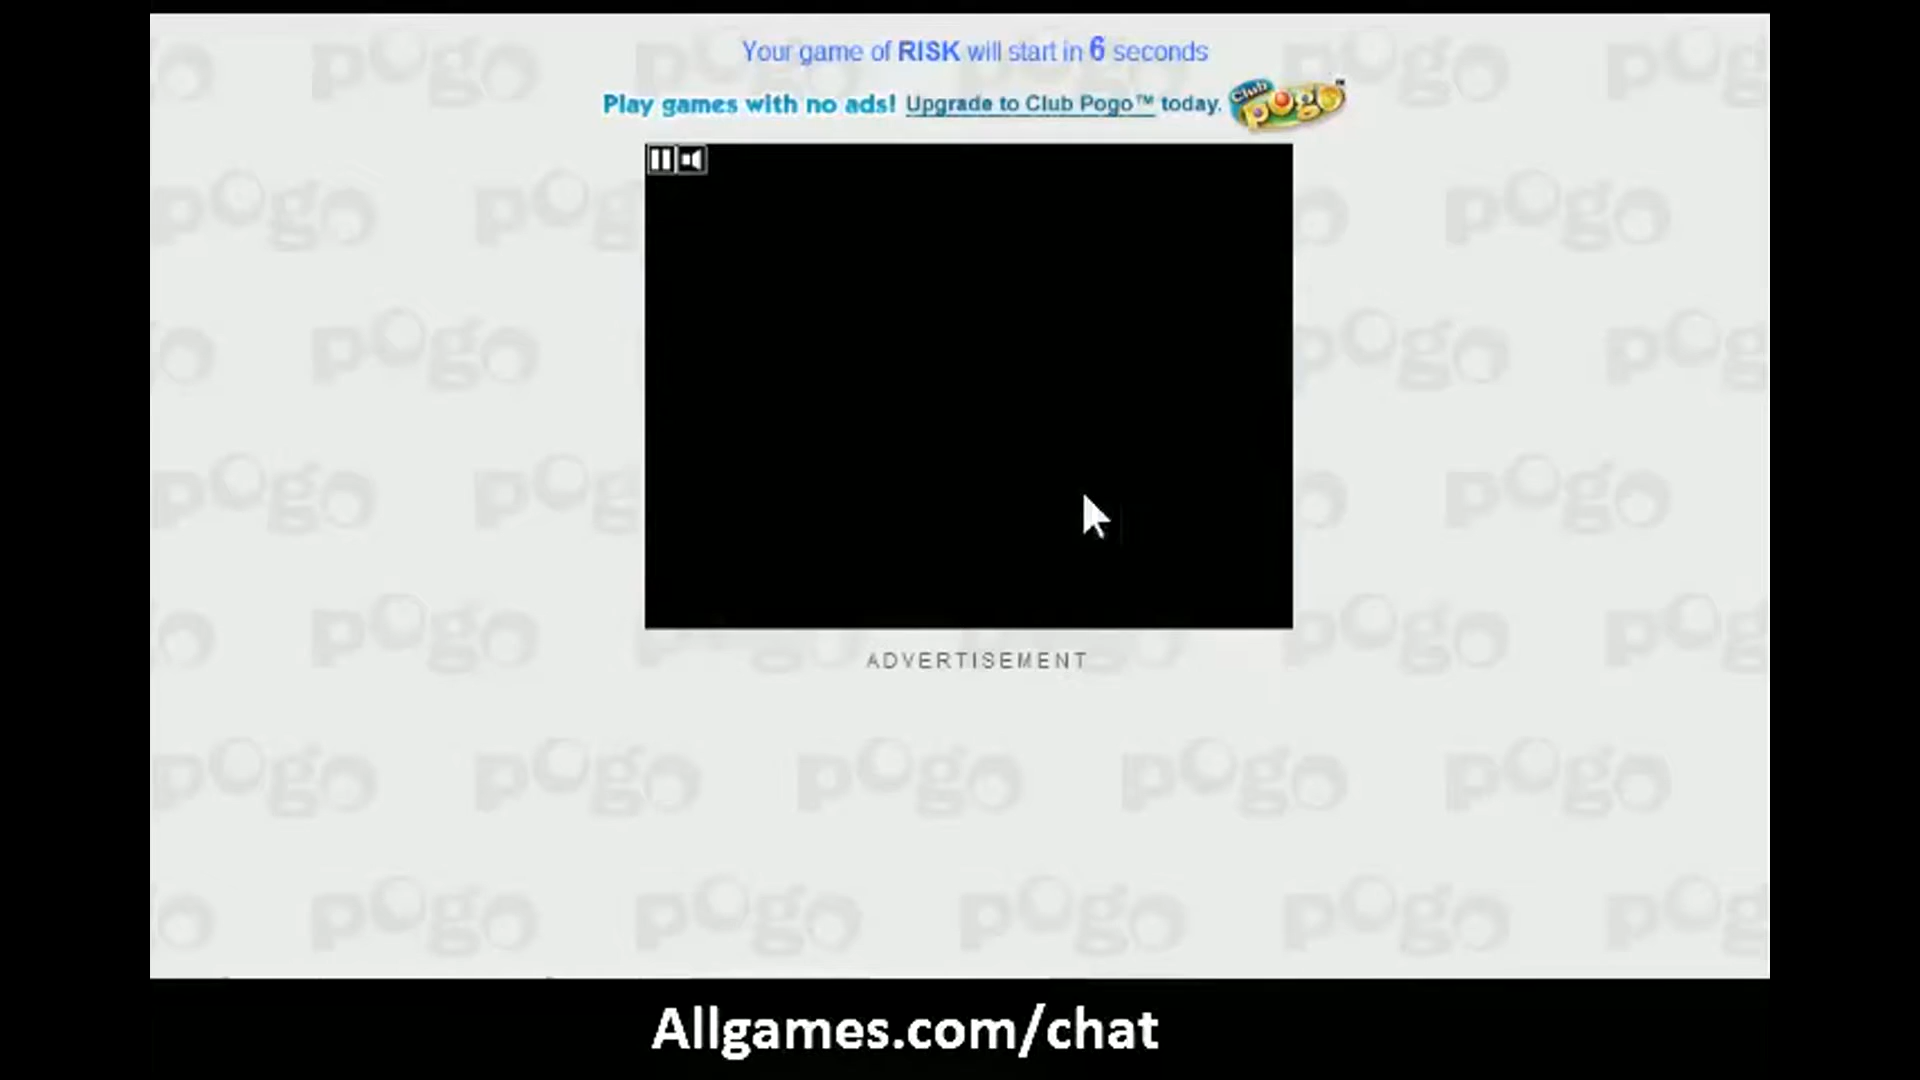 Your game of RISK will start in 6 seconds
Play games with no ads! Upgrade to Club Pogo™ today. Club pogo™
ADVERTISEMENT
pogo
Allgames.com/chat